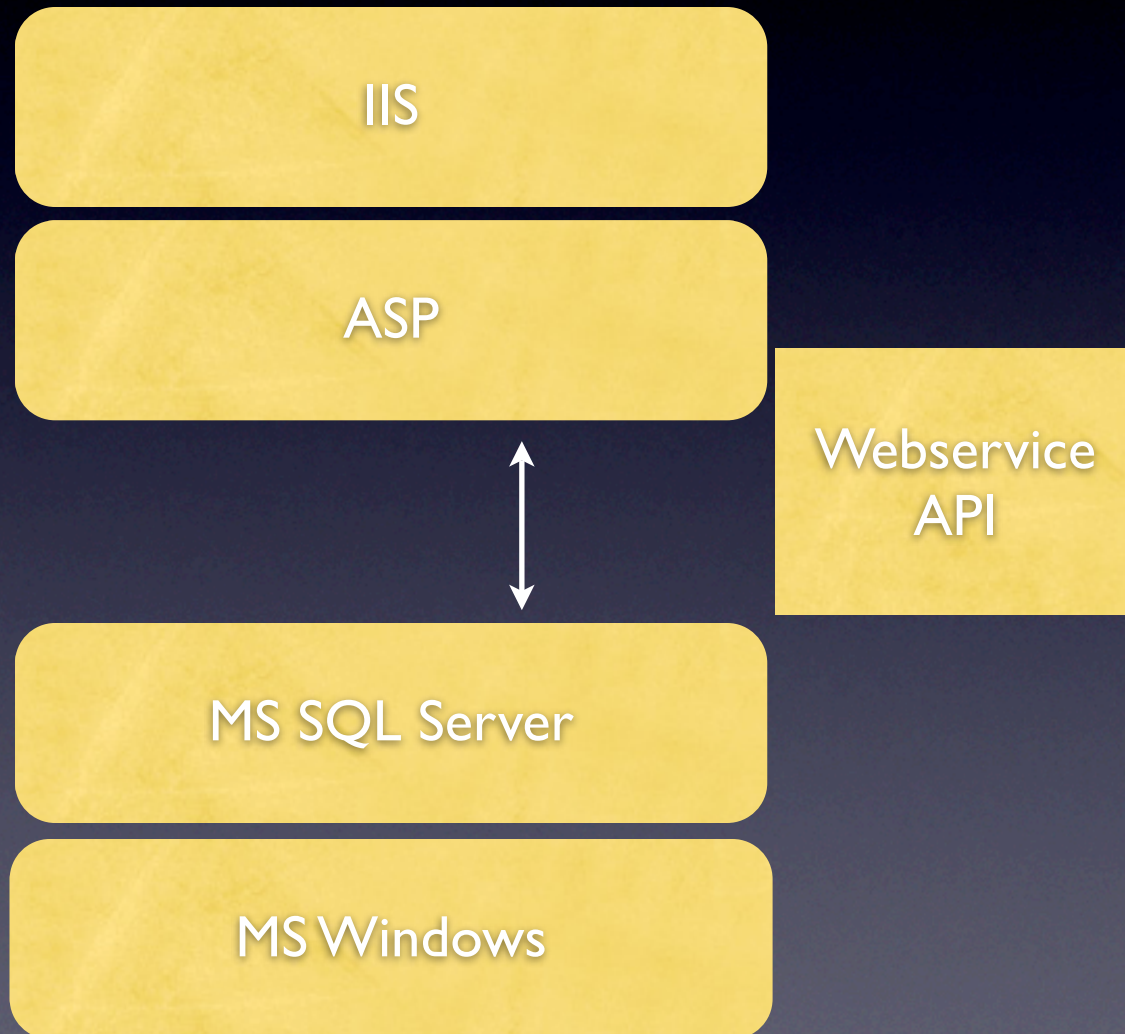 IIS
ASP
Webservice
API
MS SQL Server
MS Windows